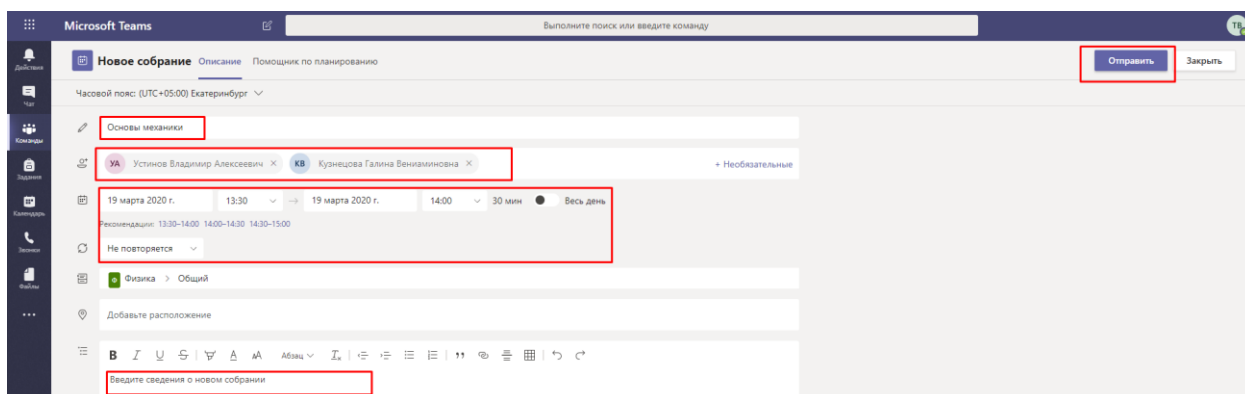 Microsoft Teams Выполните поиск или введите команду ТВ
Действия
Чат
Команды
Задания
Календарь
Звонки
Файлы
Новое собрание Описание Помощник по планированию Отправить Закрыть
Часовой пояс: (UTC+05:00) Екатеринбург
Основы механики
УА Устинов Владимир Алексеевич × КВ Кузнецова Галина Вениаминовна × + Необязательные
19 марта 2020 г. 13:30 → 19 марта 2020 г. 14:00 30 мин Весь день
Рекомендации: 13:30–14:00 14:00–14:30 14:30–15:00
Не повторяется
Физика > Общий
Добавьте расположение
B I U S A AA Абзац
Введите сведения о новом собрании